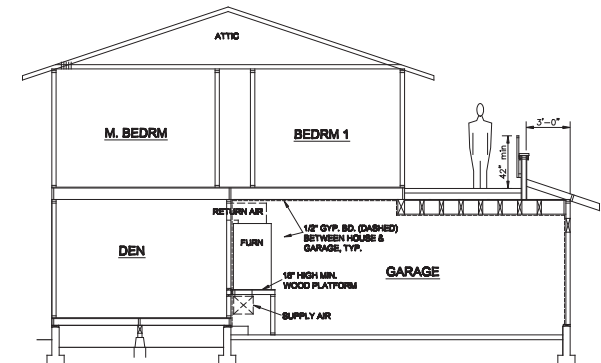 ATTIC
M. BEDRM
BEDRM 1
3'-0"
42" min
RETURN AIR
1/2" GYP. BD. (DASHED)
BETWEEN HOUSE &
GARAGE, TYP.
FURN
DEN
GARAGE
18" HIGH MIN.
WOOD PLATFORM
SUPPLY AIR